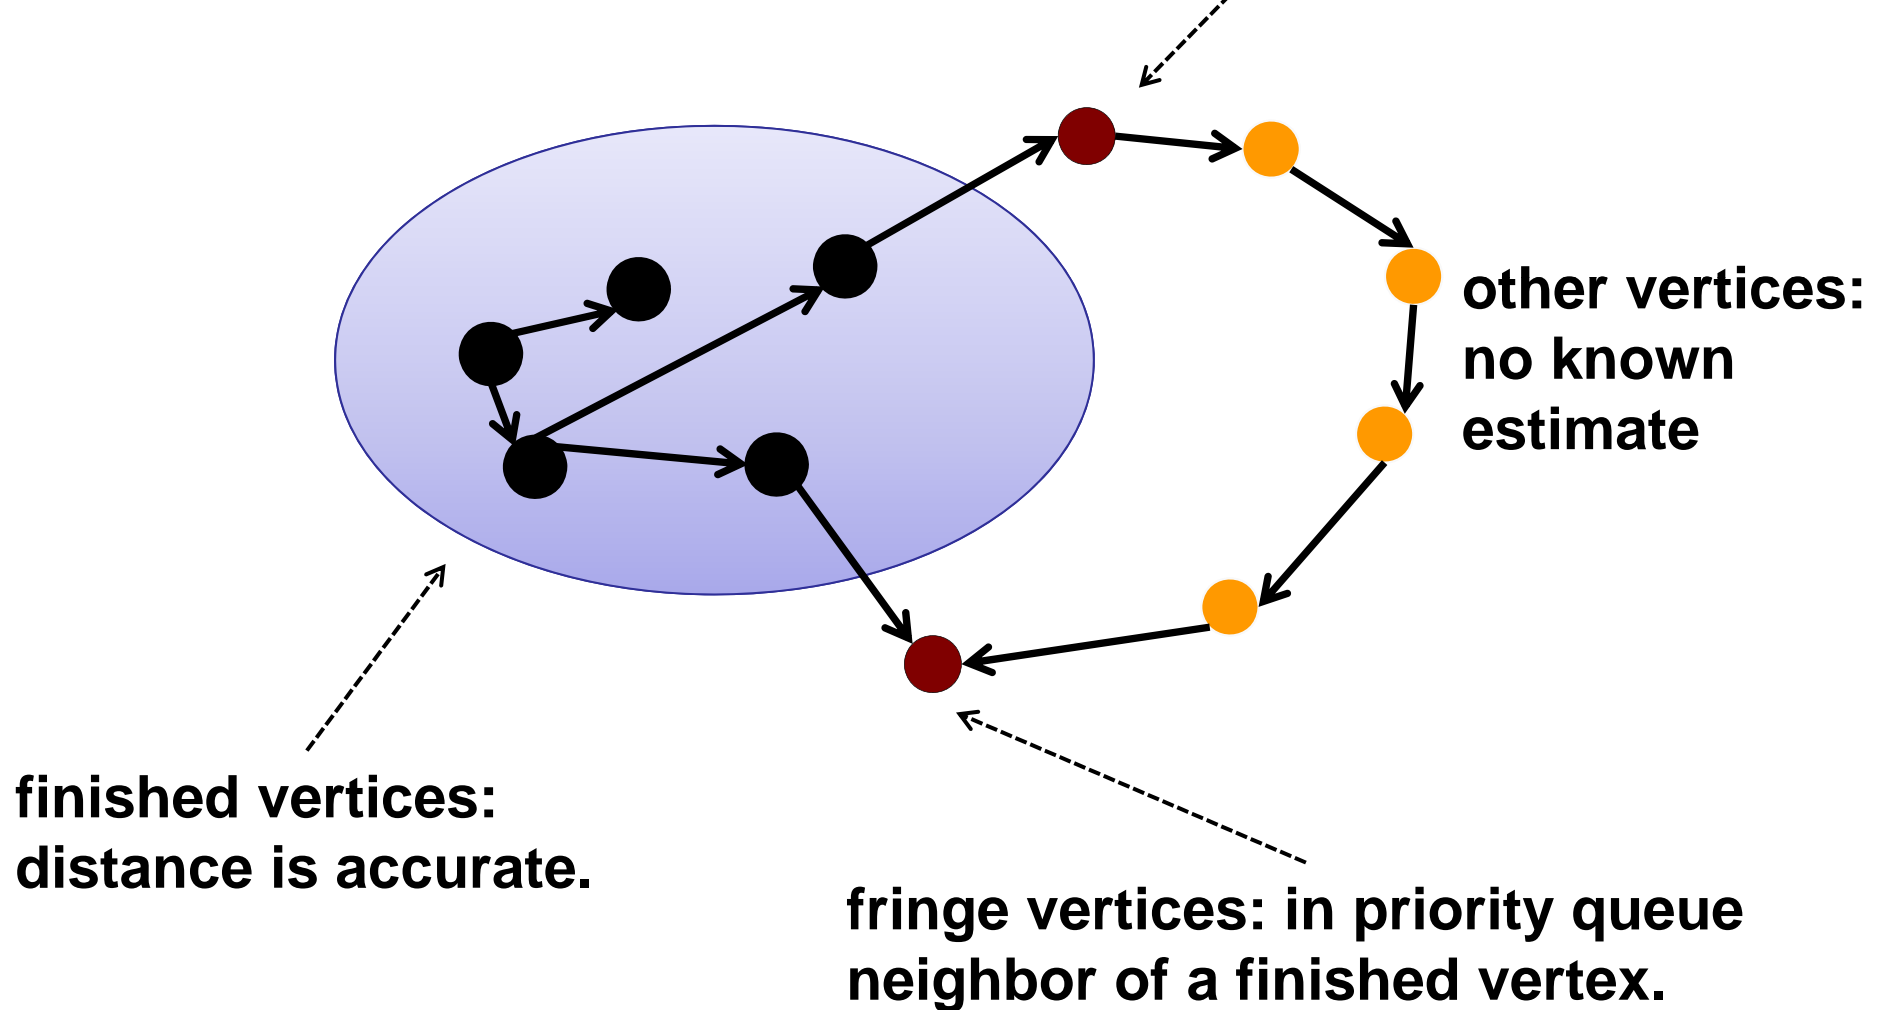 other vertices:
no known
estimate
finished vertices:
distance is accurate.
fringe vertices: in priority queue
neighbor of a finished vertex.